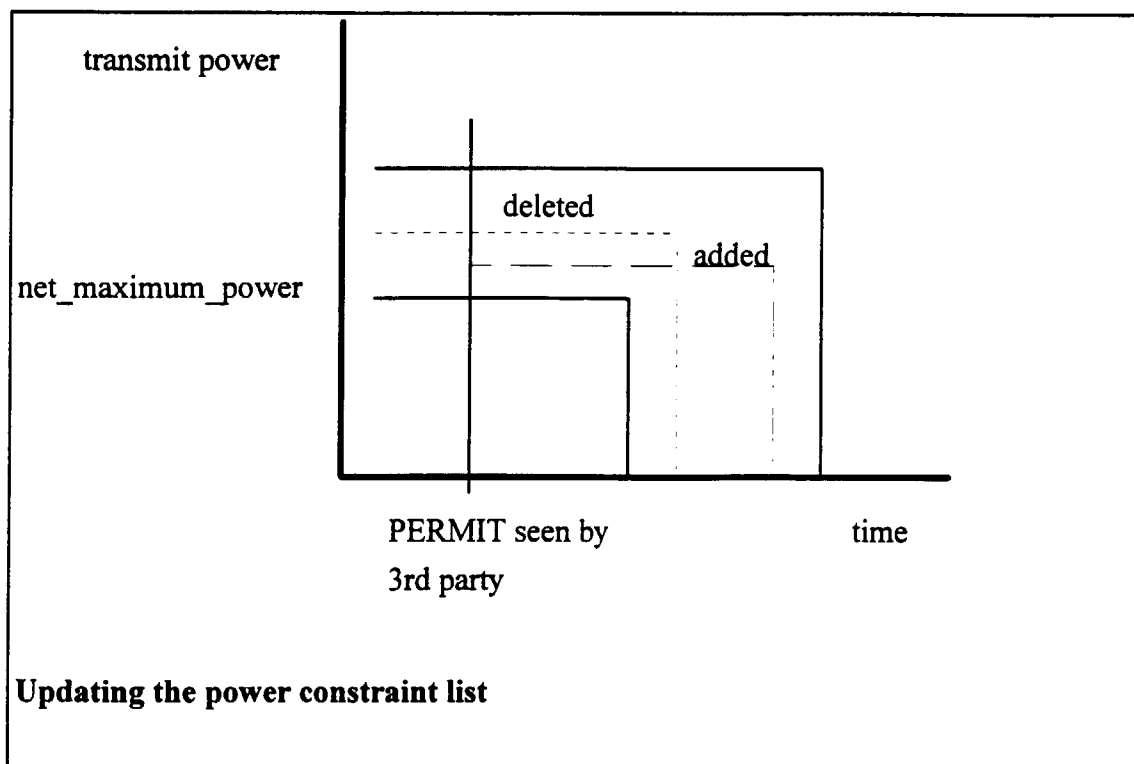 transmit power
deleted
added
net_maximum_power
PERMIT seen by
3rd party
time
Updating the power constraint list